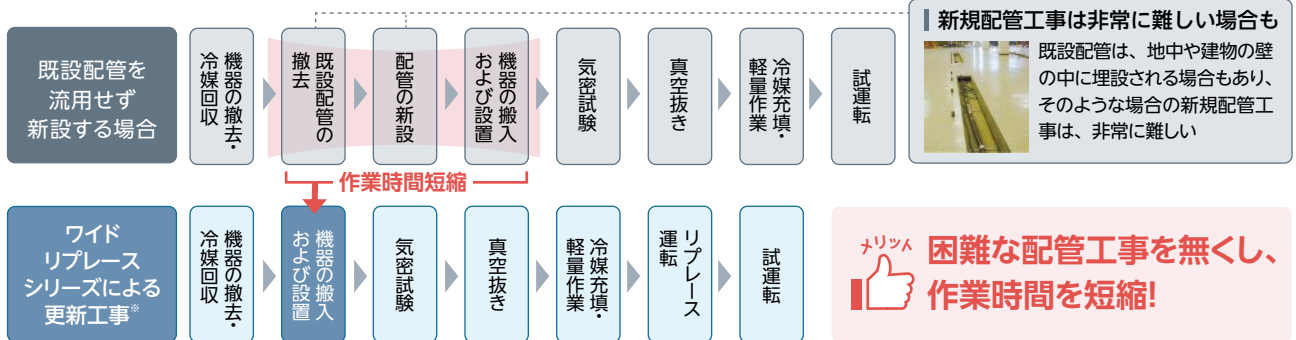 既設配管を
流用せず
新設する場合
機器の撤去・
冷媒回収
既設配管の
撤去
配管の新設
機器の搬入
および設置
気密試験
真空抜き
冷媒充填・
軽量作業
試運転
新規配管工事は非常に難しい場合も
既設配管は、地中や建物の壁
の中に埋設される場合もあり、
そのような場合の新規配管工
事は、非常に難しい
作業時間短縮
ワイド
リプレース
シリーズによる
更新工事※
機器の撤去・
冷媒回収
機器の搬入
および設置
気密試験
真空抜き
冷媒充填・
軽量作業
リプレース
運転
試運転
メリット
困難な配管工事を無くし、
作業時間を短縮!